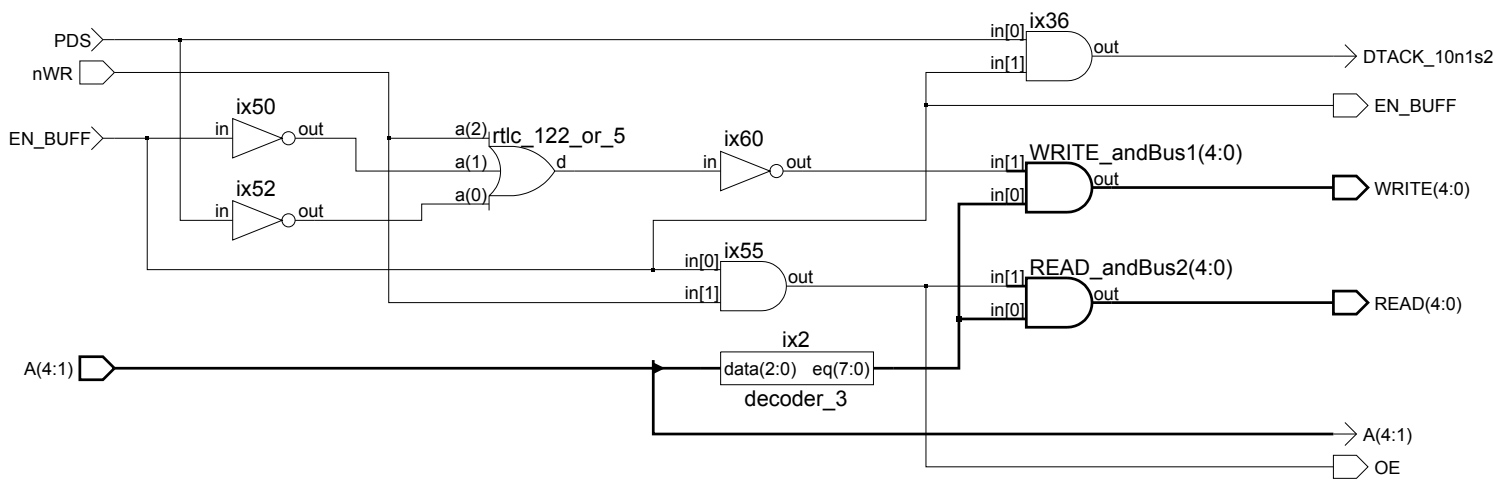 ix36
PDS
in[0]
out
DTACK_10n1s2
nWR
in[1]
EN_BUFF
ix50
EN_BUFF
in
out
a(2)
rtlc_122_or_5
ix60
a(1)
d
in
out
in[1]
WRITE_andBus1(4:0)
out
WRITE(4:0)
ix52
a(0)
in[0]
in
out
ix55
in[0]
out
in[1]
READ_andBus2(4:0)
out
READ(4:0)
in[1]
in[0]
ix2
A(4:1)
data(2:0) eq(7:0)
decoder_3
A(4:1)
OE